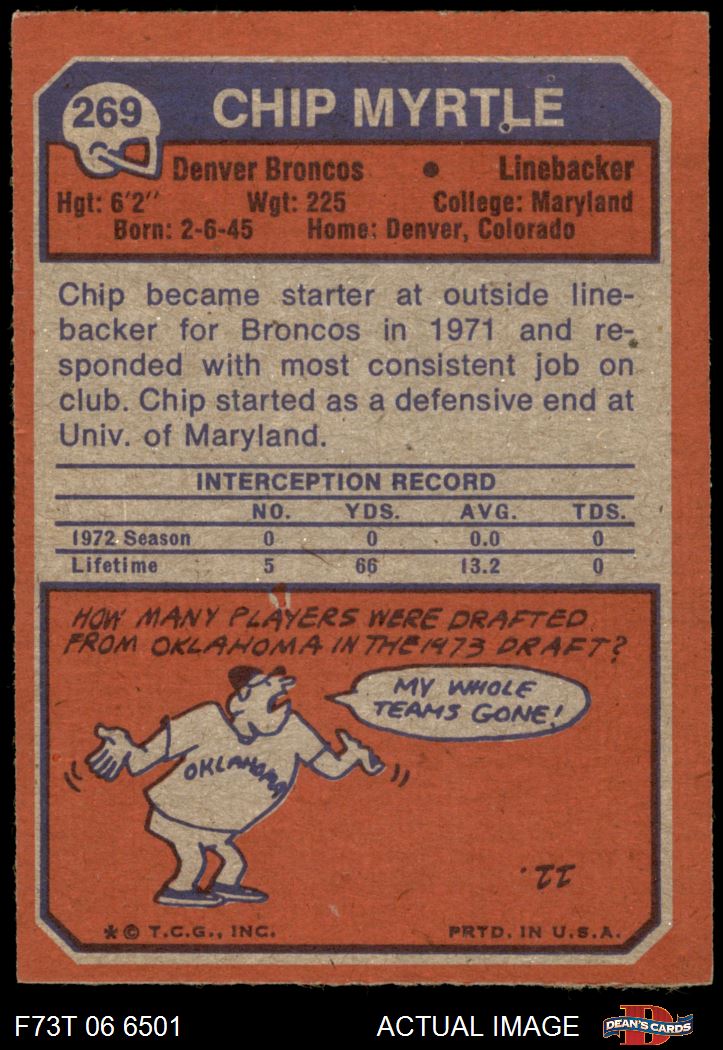 269
CHIP MYRTLE
Denver Broncos • Linebacker
Hgt: 6'2'' Wgt: 225 College: Maryland
Born: 2-6-45 Home: Denver, Colorado
Chip became starter at outside line-
backer for Broncos in 1971 and re-
sponded with most consistent job on
club. Chip started as a defensive end at
Univ. of Maryland.
INTERCEPTION RECORD
NO. YDS. AVG. TDS.
1972 Season 0 0 0.0 0
Lifetime 5 66 13.2 0
HOW MANY PLAYERS WERE DRAFTED
FROM OKLAHOMA IN THE 1973 DRAFT?
MY WHOLE
TEAMS GONE!
OKLAHOMA
11.
* © T.C.G., INC. PRTD. IN U.S.A.
F73T 06 6501 ACTUAL IMAGE D DEAN'S CARDS